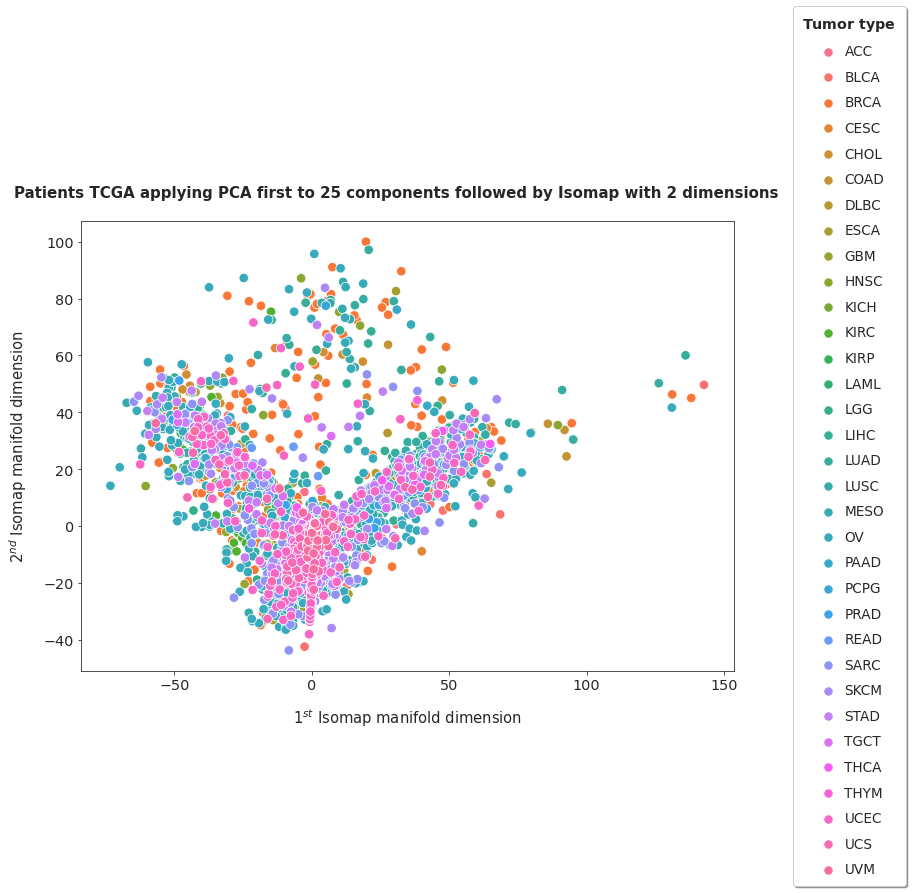 Patients TCGA applying PCA first to 25 components followed by Isomap with 2 dimensions
100
80
60
40
20
0
−20
−40
2nd Isomap manifold dimension
−50
0
50
100
150
1st Isomap manifold dimension
Tumor type
ACC
BLCA
BRCA
CESC
CHOL
COAD
DLBC
ESCA
GBM
HNSC
KICH
KIRC
KIRP
LAML
LGG
LIHC
LUAD
LUSC
MESO
OV
PAAD
PCPG
PRAD
READ
SARC
SKCM
STAD
TGCT
THCA
THYM
UCEC
UCS
UVM